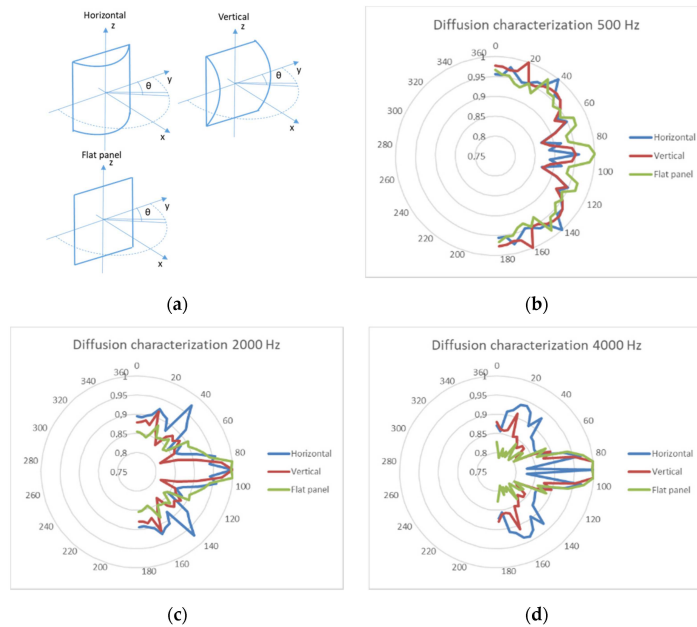 Horizontal
z
y
θ
x
Vertical
z
y
θ
x
Flat panel
z
y
θ
x
(a)
Diffusion characterization 500 Hz
0
20
40
60
80
100
120
140
160
180
200
220
240
260
280
300
320
340
360
1
0.95
0.9
0.85
0.8
0.75
Horizontal
Vertical
Flat panel
(b)
Diffusion characterization 2000 Hz
0
20
40
60
80
100
120
140
160
180
200
220
240
260
280
300
320
340
360
1
0,95
0,9
0,85
0,8
0,75
Horizontal
Vertical
Flat panel
(c)
Diffusion characterization 4000 Hz
0
20
40
60
80
100
120
140
160
180
200
220
240
260
280
300
320
340
360
1
0,95
0,9
0,85
0,8
0,75
Horizontal
Vertical
Flat panel
(d)